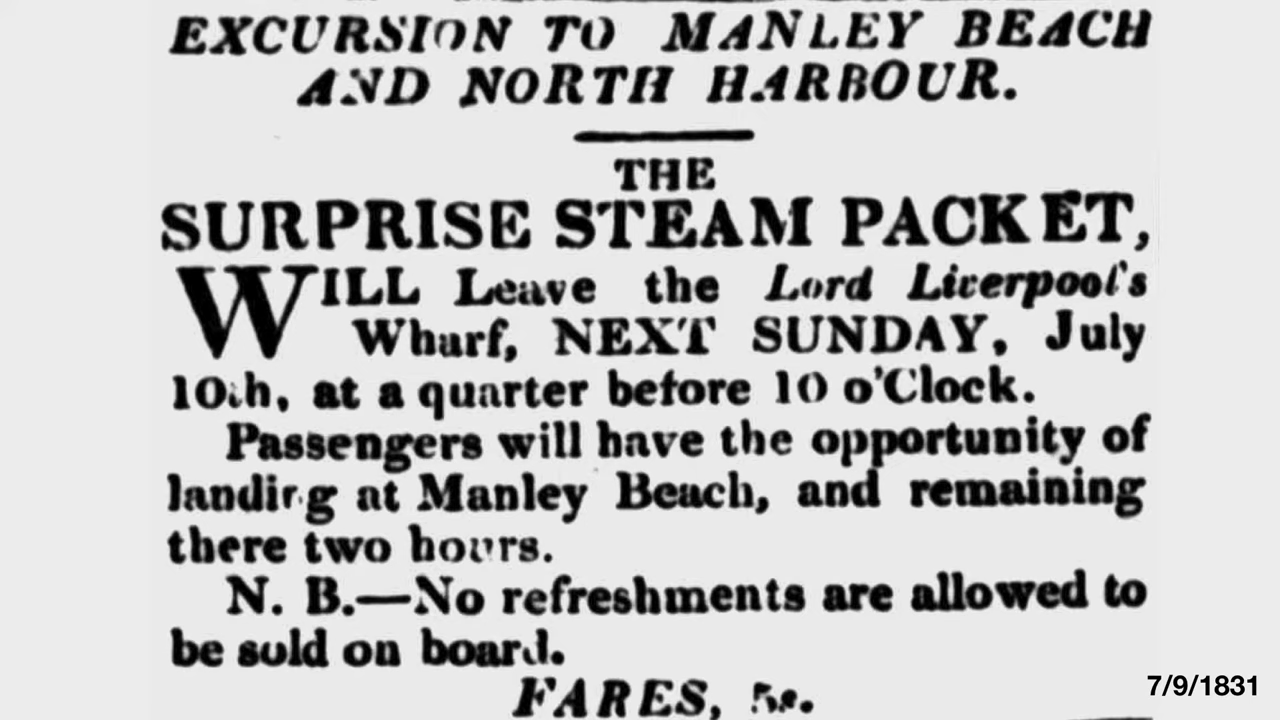 EXCURSION TO MANLEY BEACH
AND NORTH HARBOUR.
THE
SURPRISE STEAM PACKET,
WILL Leave the Lord Liverpool's
Wharf, NEXT SUNDAY, July
10th, at a quarter before 10 o'Clock.
Passengers will have the opportunity of
landing at Manley Beach, and remaining
there two hours.
N. B.—No refreshments are allowed to
be sold on board.
FARES, 5s.
7/9/1831